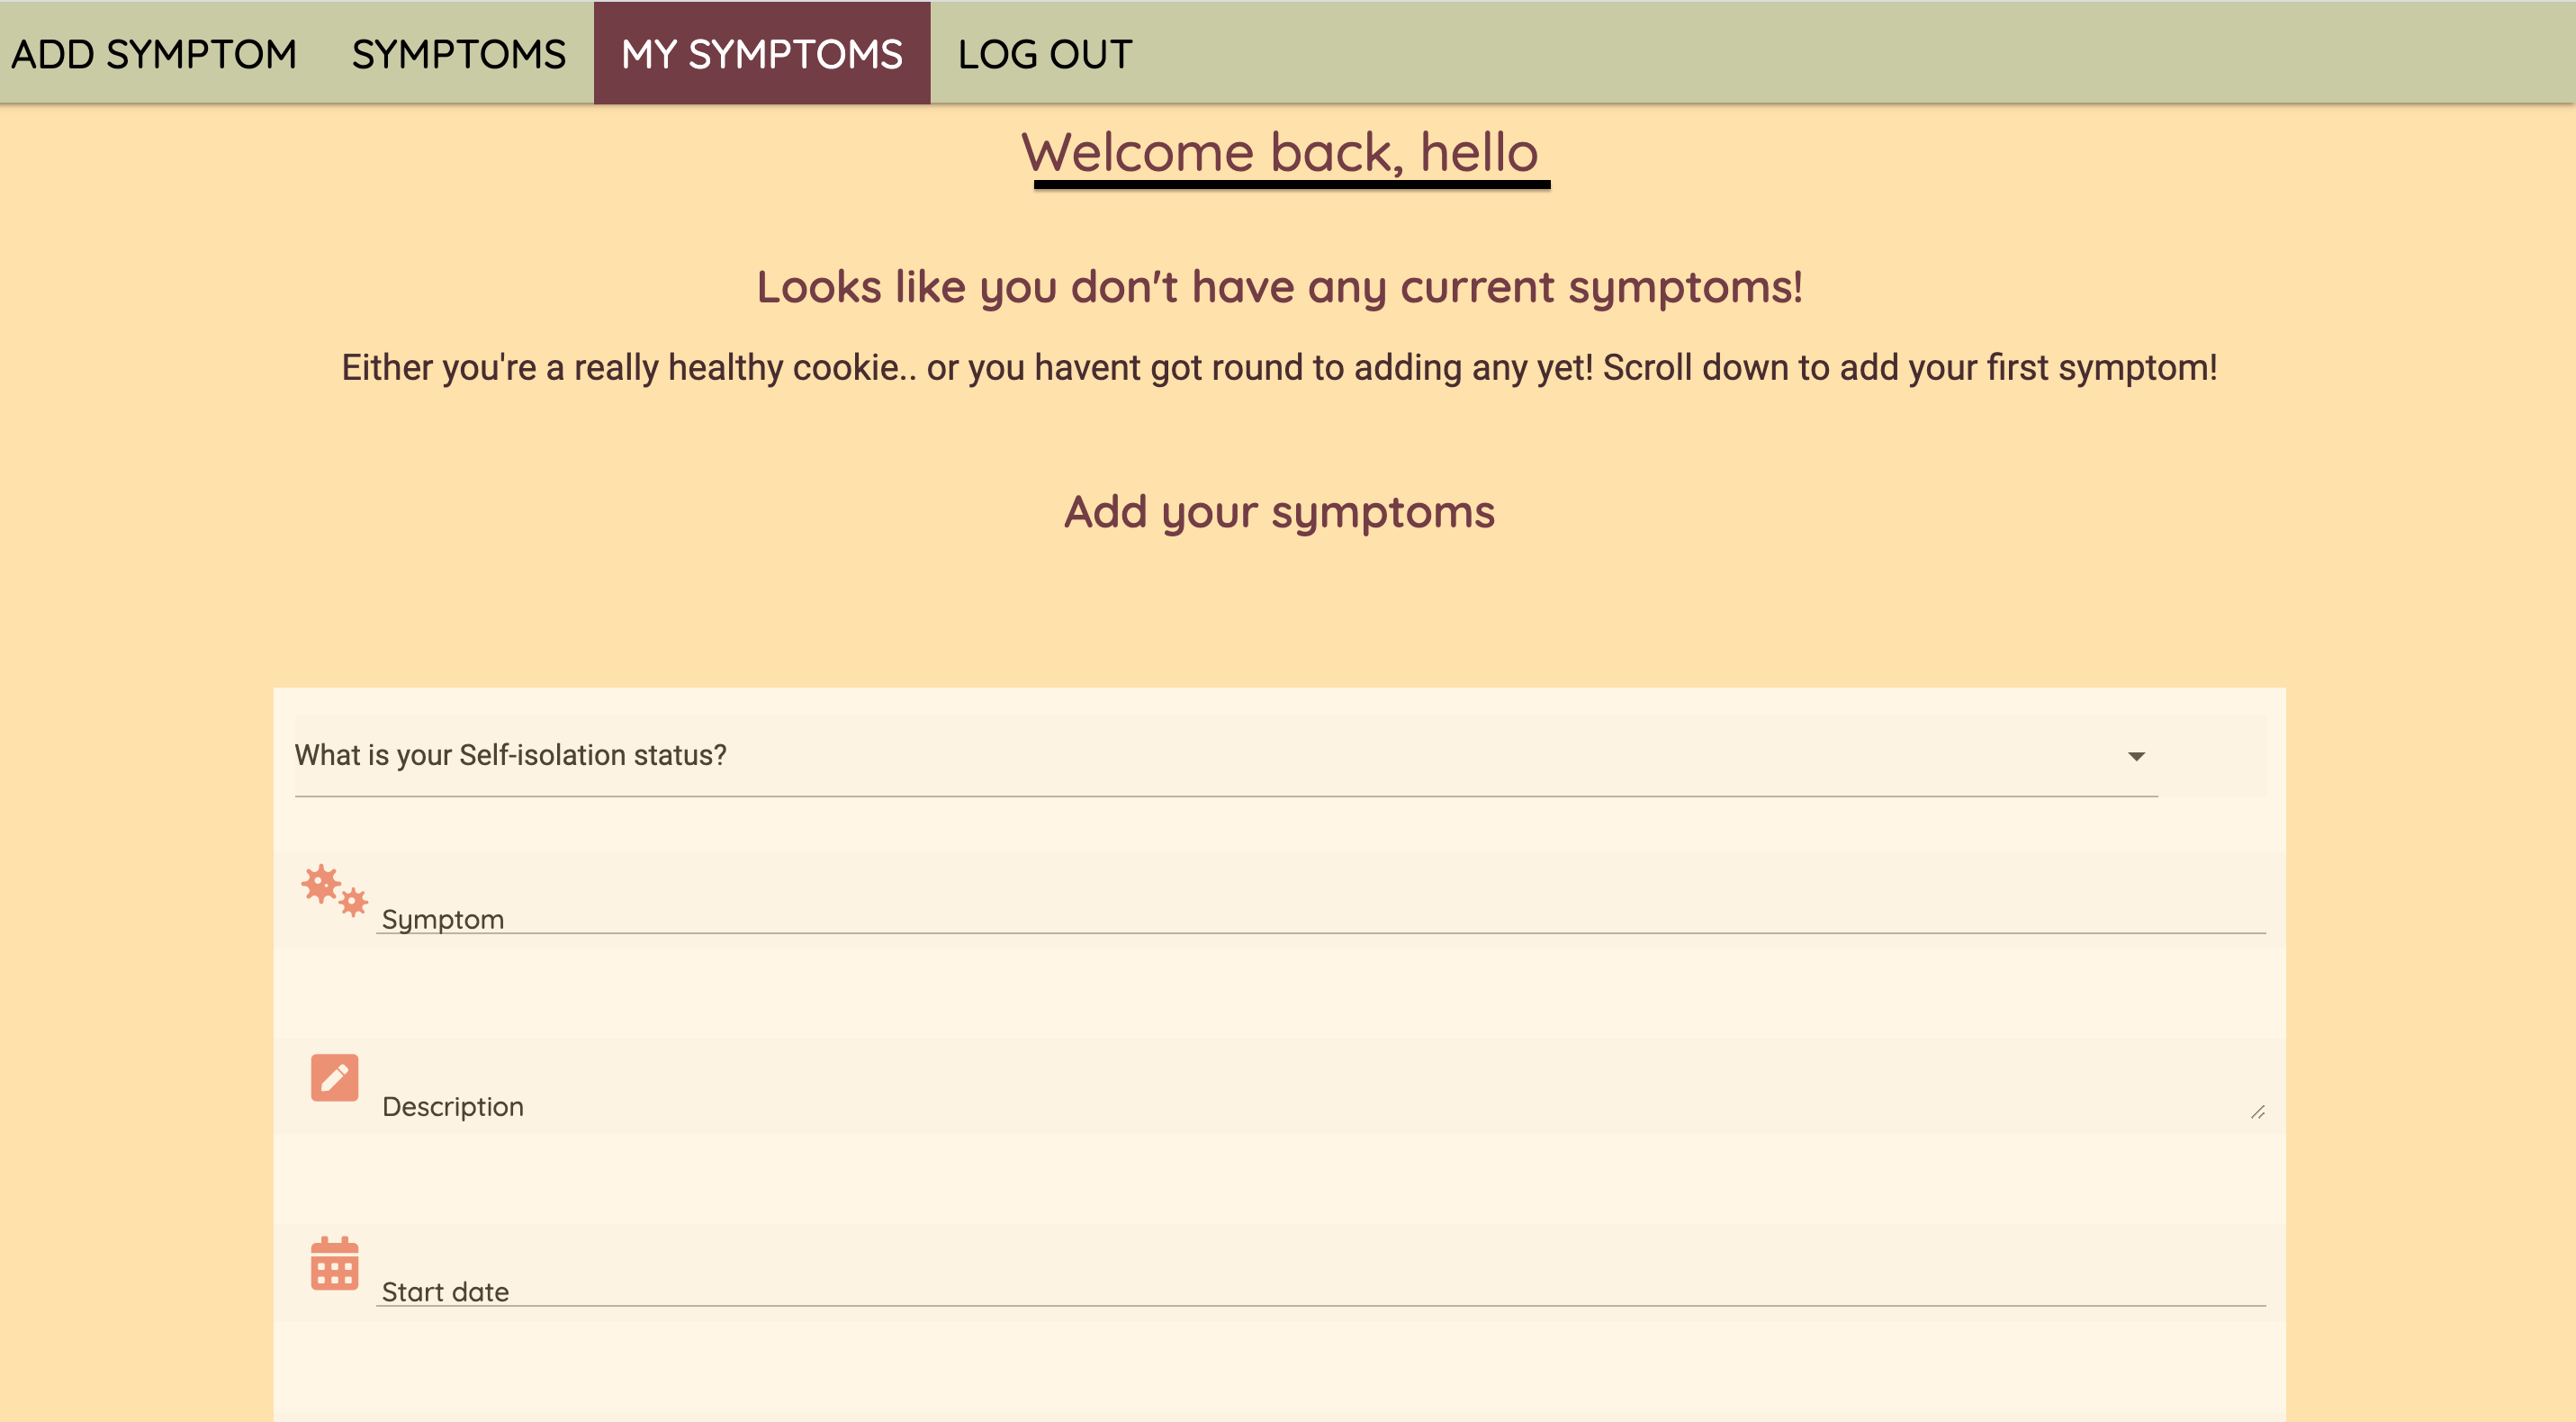 ADD SYMPTOM SYMPTOMS MY SYMPTOMS LOG OUT
Welcome back, hello
Looks like you don't have any current symptoms!
Either you're a really healthy cookie.. or you havent got round to adding any yet! Scroll down to add your first symptom!
Add your symptoms
What is your Self-isolation status?
Symptom
Description
Start date